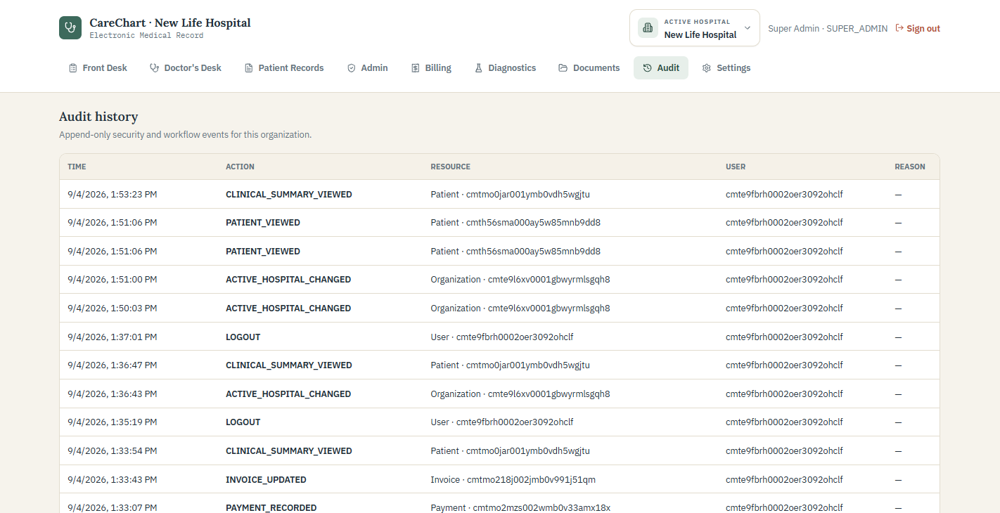 CareChart · New Life Hospital
Electronic Medical Record
ACTIVE HOSPITAL
New Life Hospital
Super Admin · SUPER_ADMIN
Sign out
Front Desk Doctor's Desk Patient Records Admin Billing Diagnostics Documents Audit Settings
Audit history
Append-only security and workflow events for this organization.
TIME ACTION RESOURCE USER REASON
9/4/2026, 1:53:23 PM CLINICAL_SUMMARY_VIEWED Patient · cmtmo0jar001ymb0vdh5wgjtu cmte9fbrh0002oer3092ohclf —
9/4/2026, 1:51:06 PM PATIENT_VIEWED Patient · cmth56sma000ay5w85mnb9dd8 cmte9fbrh0002oer3092ohclf —
9/4/2026, 1:51:06 PM PATIENT_VIEWED Patient · cmth56sma000ay5w85mnb9dd8 cmte9fbrh0002oer3092ohclf —
9/4/2026, 1:51:00 PM ACTIVE_HOSPITAL_CHANGED Organization · cmte9l6xv0001gbwyrmlsgqh8 cmte9fbrh0002oer3092ohclf —
9/4/2026, 1:50:03 PM ACTIVE_HOSPITAL_CHANGED Organization · cmte9l6xv0001gbwyrmlsgqh8 cmte9fbrh0002oer3092ohclf —
9/4/2026, 1:37:01 PM LOGOUT User · cmte9fbrh0002oer3092ohclf cmte9fbrh0002oer3092ohclf —
9/4/2026, 1:36:47 PM CLINICAL_SUMMARY_VIEWED Patient · cmtmo0jar001ymb0vdh5wgjtu cmte9fbrh0002oer3092ohclf —
9/4/2026, 1:36:43 PM ACTIVE_HOSPITAL_CHANGED Organization · cmte9l6xv0001gbwyrmlsgqh8 cmte9fbrh0002oer3092ohclf —
9/4/2026, 1:35:19 PM LOGOUT User · cmte9fbrh0002oer3092ohclf cmte9fbrh0002oer3092ohclf —
9/4/2026, 1:33:54 PM CLINICAL_SUMMARY_VIEWED Patient · cmtmo0jar001ymb0vdh5wgjtu cmte9fbrh0002oer3092ohclf —
9/4/2026, 1:33:43 PM INVOICE_UPDATED Invoice · cmtmo218j002jmb0v991j51qm cmte9fbrh0002oer3092ohclf —
9/4/2026, 1:33:07 PM PAYMENT_RECORDED Payment · cmtmo2mzs002wmb0v33amx18x cmte9fbrh0002oer3092ohclf —